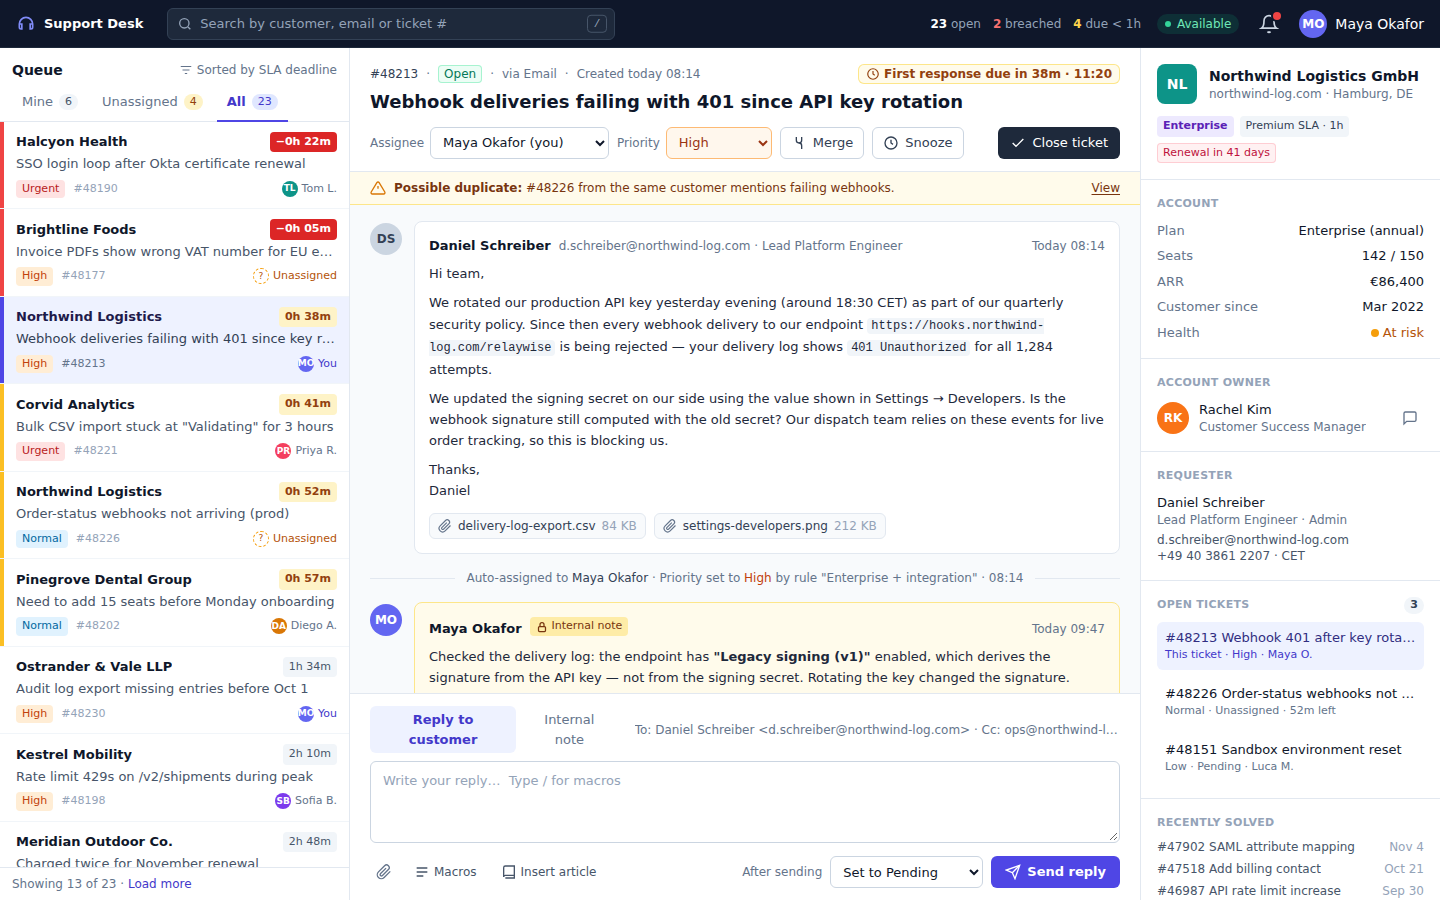 Support Desk
Search by customer, email or ticket #
/
23 open 2 breached 4 due < 1h
Available
MO Maya Okafor
Queue
Sorted by SLA deadline
Mine 6 Unassigned 4 All 23
Halcyon Health −0h 22m
SSO login loop after Okta certificate renewal
Urgent #48190 TL Tom L.
Brightline Foods −0h 05m
Invoice PDFs show wrong VAT number for EU e…
High #48177 ? Unassigned
Northwind Logistics 0h 38m
Webhook deliveries failing with 401 since key r…
High #48213 MO You
Corvid Analytics 0h 41m
Bulk CSV import stuck at "Validating" for 3 hours
Urgent #48221 PR Priya R.
Northwind Logistics 0h 52m
Order-status webhooks not arriving (prod)
Normal #48226 ? Unassigned
Pinegrove Dental Group 0h 57m
Need to add 15 seats before Monday onboarding
Normal #48202 DA Diego A.
Ostrander & Vale LLP 1h 34m
Audit log export missing entries before Oct 1
High #48230 MO You
Kestrel Mobility 2h 10m
Rate limit 429s on /v2/shipments during peak
High #48198 SB Sofia B.
Meridian Outdoor Co. 2h 48m
Charged twice for November renewal
Showing 13 of 23 · Load more
#48213 · Open · via Email · Created today 08:14
First response due in 38m · 11:20
Webhook deliveries failing with 401 since API key rotation
Assignee Maya Okafor (you) Priority High Merge Snooze Close ticket
Possible duplicate: #48226 from the same customer mentions failing webhooks. View
DS
Daniel Schreiber d.schreiber@northwind-log.com · Lead Platform Engineer Today 08:14
Hi team,
We rotated our production API key yesterday evening (around 18:30 CET) as part of our quarterly
security policy. Since then every webhook delivery to our endpoint https://hooks.northwind-
log.com/relaywise is being rejected — your delivery log shows 401 Unauthorized for all 1,284
attempts.
We updated the signing secret on our side using the value shown in Settings → Developers. Is the
webhook signature still computed with the old secret? Our dispatch team relies on these events for live
order tracking, so this is blocking us.
Thanks,
Daniel
delivery-log-export.csv 84 KB settings-developers.png 212 KB
Auto-assigned to Maya Okafor · Priority set to High by rule "Enterprise + integration" · 08:14
MO
Maya Okafor Internal note Today 09:47
Checked the delivery log: the endpoint has "Legacy signing (v1)" enabled, which derives the
signature from the API key — not from the signing secret. Rotating the key changed the signature.
Reply to
customer
Internal
note
To: Daniel Schreiber <d.schreiber@northwind-log.com> · Cc: ops@northwind-l…
Write your reply… Type / for macros
Macros Insert article After sending Set to Pending Send reply
NL
Northwind Logistics GmbH
northwind-log.com · Hamburg, DE
Enterprise Premium SLA · 1h
Renewal in 41 days
ACCOUNT
Plan Enterprise (annual)
Seats 142 / 150
ARR €86,400
Customer since Mar 2022
Health At risk
ACCOUNT OWNER
RK
Rachel Kim
Customer Success Manager
REQUESTER
Daniel Schreiber
Lead Platform Engineer · Admin
d.schreiber@northwind-log.com
+49 40 3861 2207 · CET
OPEN TICKETS 3
#48213 Webhook 401 after key rota…
This ticket · High · Maya O.
#48226 Order-status webhooks not …
Normal · Unassigned · 52m left
#48151 Sandbox environment reset
Low · Pending · Luca M.
RECENTLY SOLVED
#47902 SAML attribute mapping Nov 4
#47518 Add billing contact Oct 21
#46987 API rate limit increase Sep 30